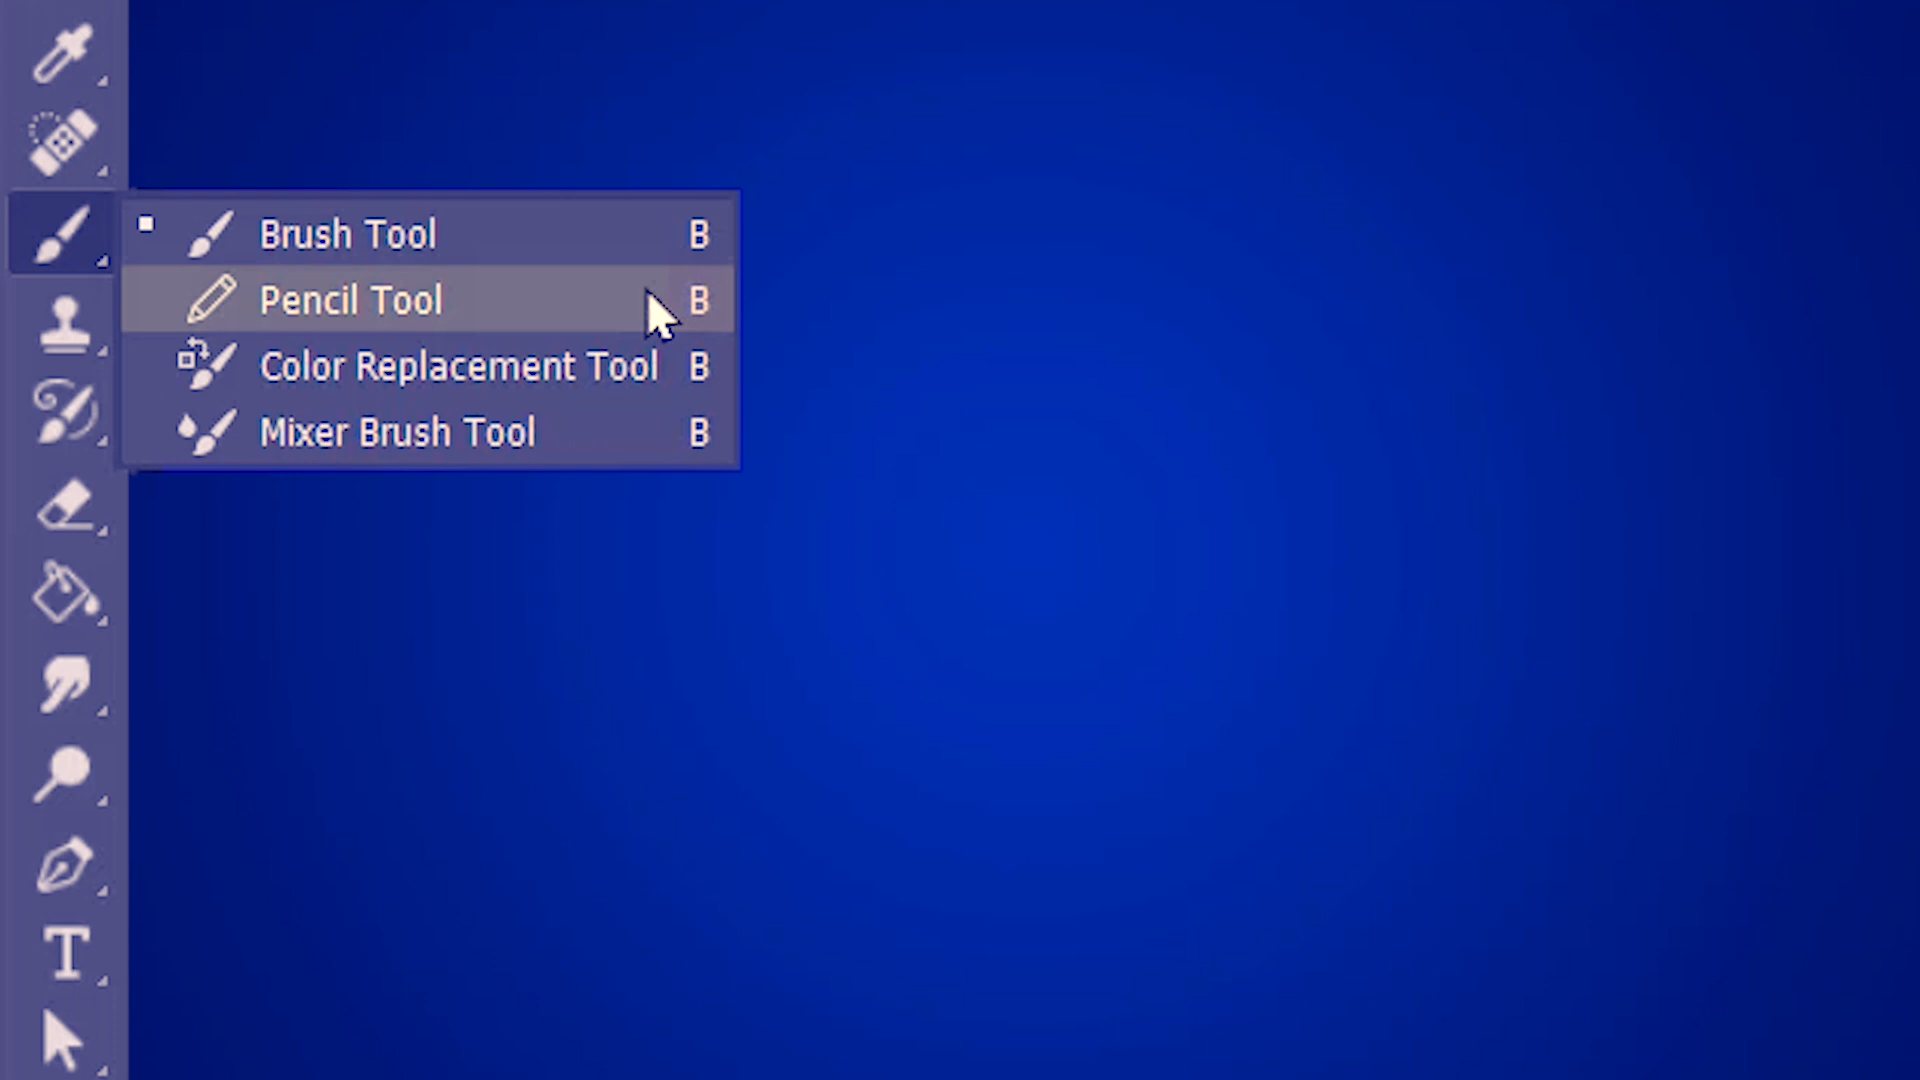 Brush Tool B
Pencil Tool B
Color Replacement Tool B
Mixer Brush Tool B
T